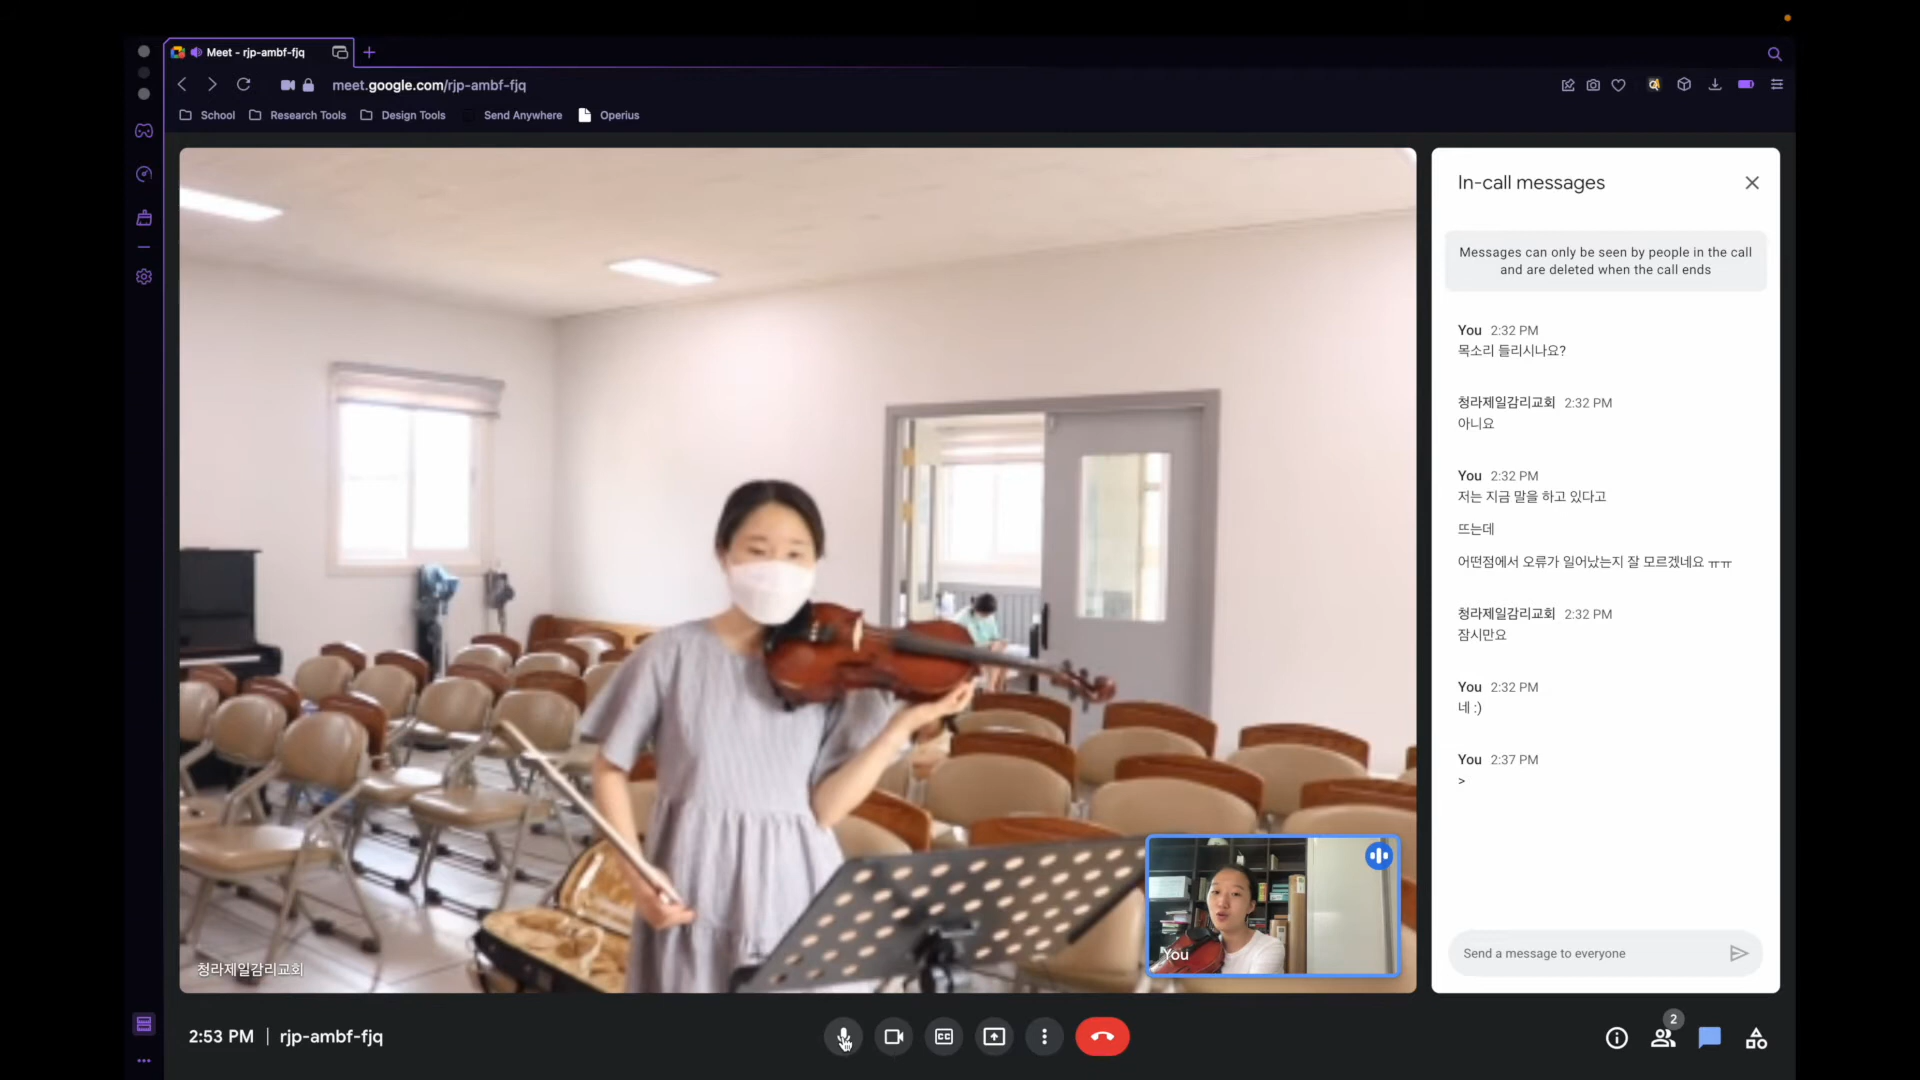 Meet - rjp-ambf-fjq
meet.google.com/rjp-ambf-fjq
School Research Tools Design Tools Send Anywhere Operius
In-call messages
Messages can only be seen by people in the call
and are deleted when the call ends
You 2:32 PM
목소리 들리시나요?
청라제일감리교회 2:32 PM
아니요
You 2:32 PM
저는 지금 말을 하고 있다고
뜨는데
어떤점에서 오류가 일어났는지 잘 모르겠네요 ㅠㅠ
청라제일감리교회 2:32 PM
잠시만요
You 2:32 PM
네 :)
You 2:37 PM
>
Send a message to everyone
You
청라제일감리교회
2:53 PM | rjp-ambf-fjq
CC
2